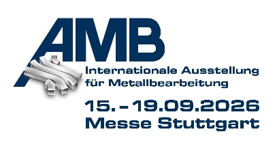 AMB
Internationale Ausstellung
für Metallbearbeitung
15. – 19.09.2026
Messe Stuttgart